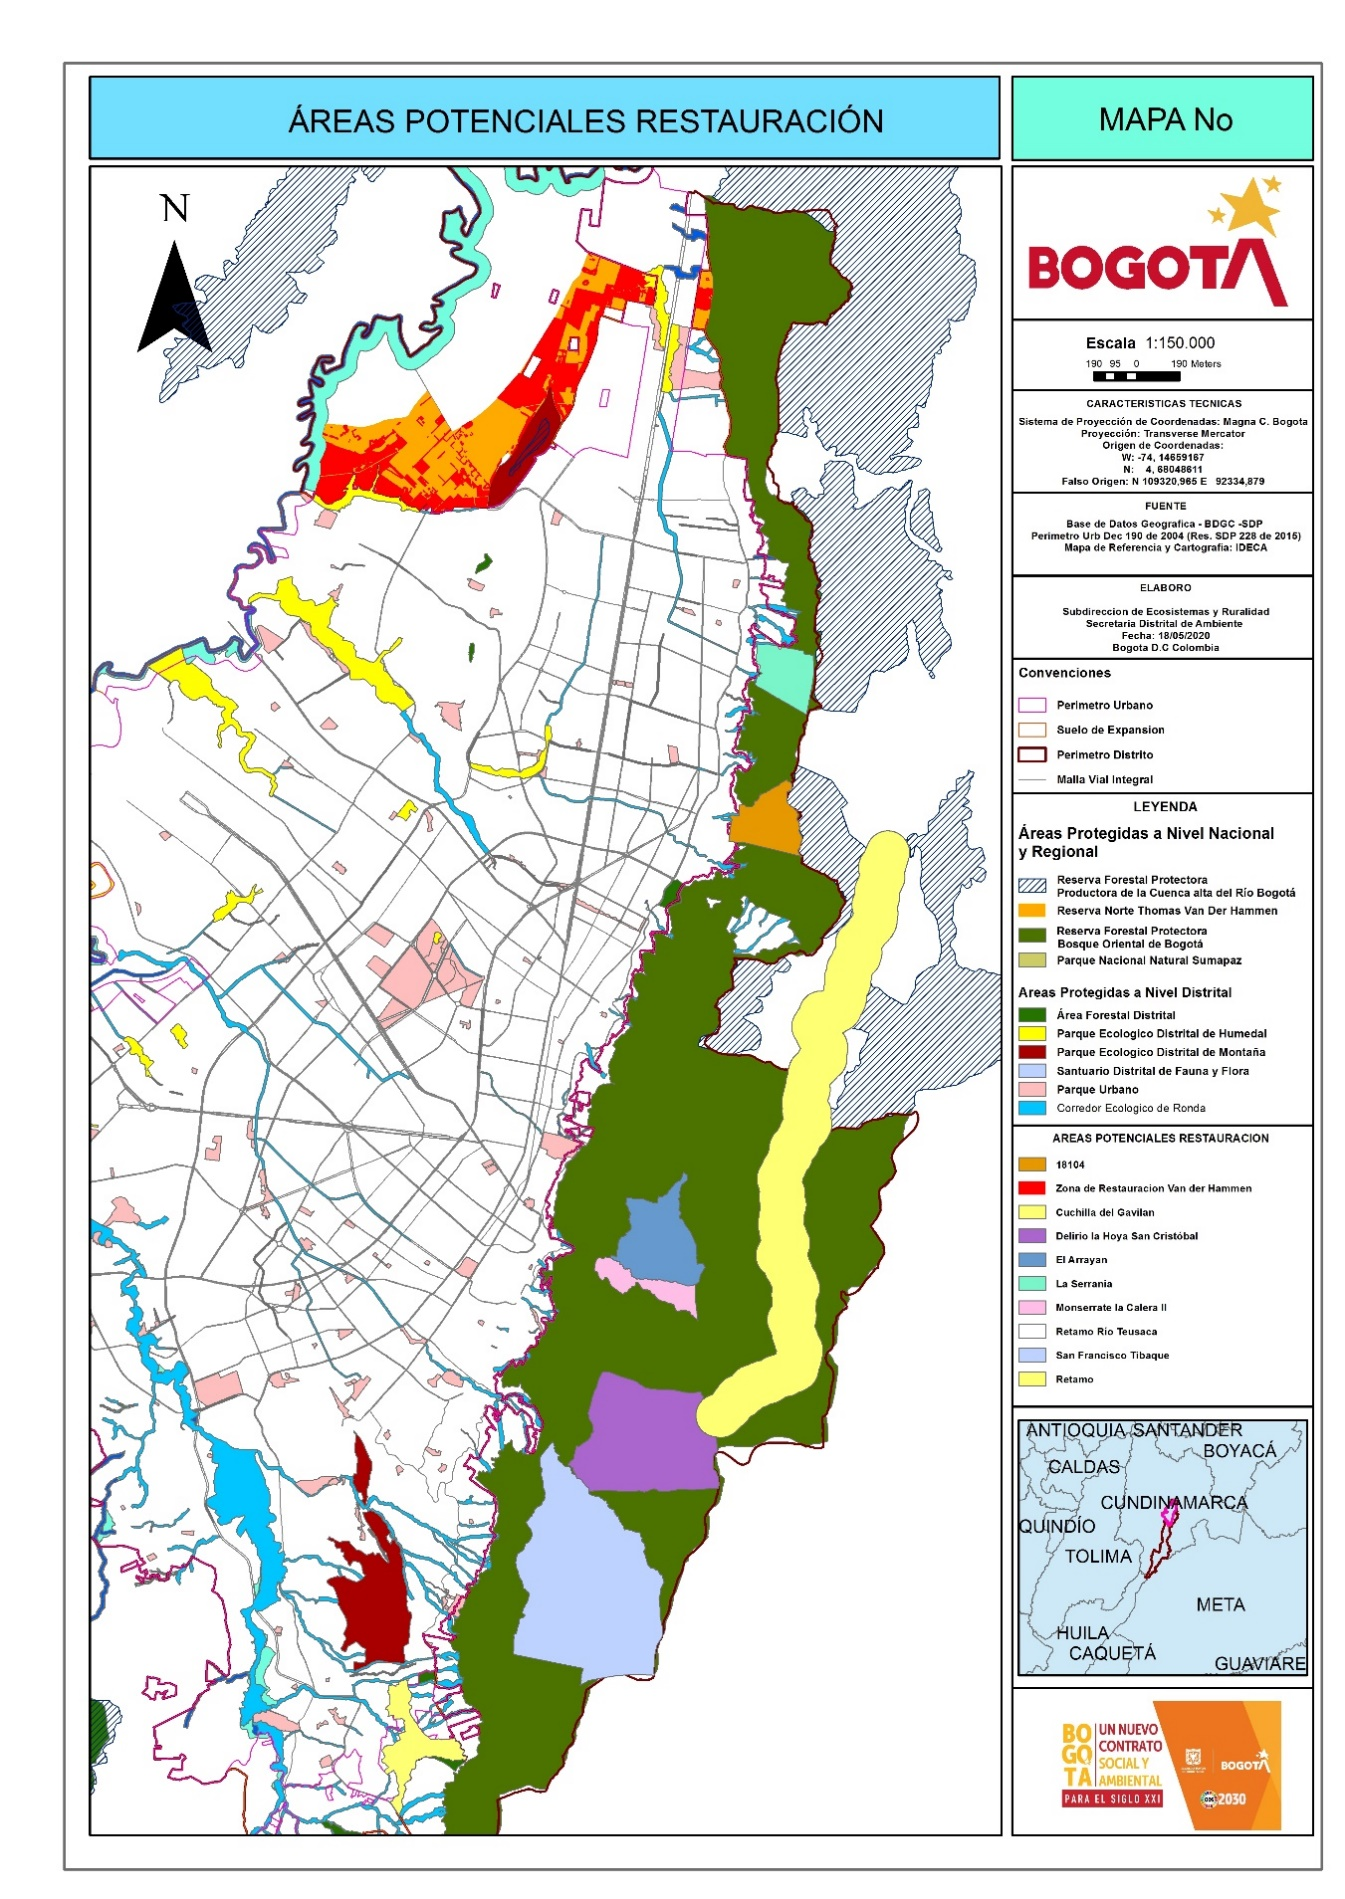 ÁREAS POTENCIALES RESTAURACIÓN
MAPA No
N
BOGOTA
Escala 1:150.000
190 95 0 190 Meters
CARACTERISTICAS TECNICAS
Sistema de Proyección de Coordenadas: Magna C. Bogota
Proyección: Transverse Mercator
Origen de Coordenadas:
W: -74, 14659167
N: 4, 68048611
Falso Origen: N 109320,965 E 92334,879
FUENTE
Base de Datos Geografica - BDGC -SDP
Perimetro Urb Dec 190 de 2004 (Res. SDP 228 de 2015)
Mapa de Referencia y Cartografia: IDECA
ELABORO
Subdireccion de Ecosistemas y Ruralidad
Secretaria Distrital de Ambiente
Fecha: 18/05/2020
Bogota D.C Colombia
Convenciones
Perimetro Urbano
Suelo de Expansion
Perimetro Distrito
Malla Vial Integral
LEYENDA
Áreas Protegidas a Nivel Nacional
y Regional
Reserva Forestal Protectora
Productora de la Cuenca alta del Río Bogotá
Reserva Norte Thomas Van Der Hammen
Reserva Forestal Protectora
Bosque Oriental de Bogotá
Parque Nacional Natural Sumapaz
Areas Protegidas a Nivel Distrital
Área Forestal Distrital
Parque Ecologico Distrital de Humedal
Parque Ecologico Distrital de Montaña
Santuario Distrital de Fauna y Flora
Parque Urbano
Corredor Ecologico de Ronda
AREAS POTENCIALES RESTAURACION
18104
Zona de Restauracion Van der Hammen
Cuchilla del Gavilan
Delirio la Hoya San Cristóbal
El Arrayan
La Serrania
Monserrate la Calera II
Retamo Rio Teusaca
San Francisco Tibaque
Retamo
ANTIOQUIA SANTANDER
BOYACÁ
CALDAS
CUNDINAMARCA
QUINDÍO
TOLIMA
META
HUILA
CAQUETÁ
GUAVIARE
BO
GO
TA
UN NUEVO
CONTRATO
SOCIAL Y
AMBIENTAL
PARA EL SIGLO XXI
BOGOTA
2030